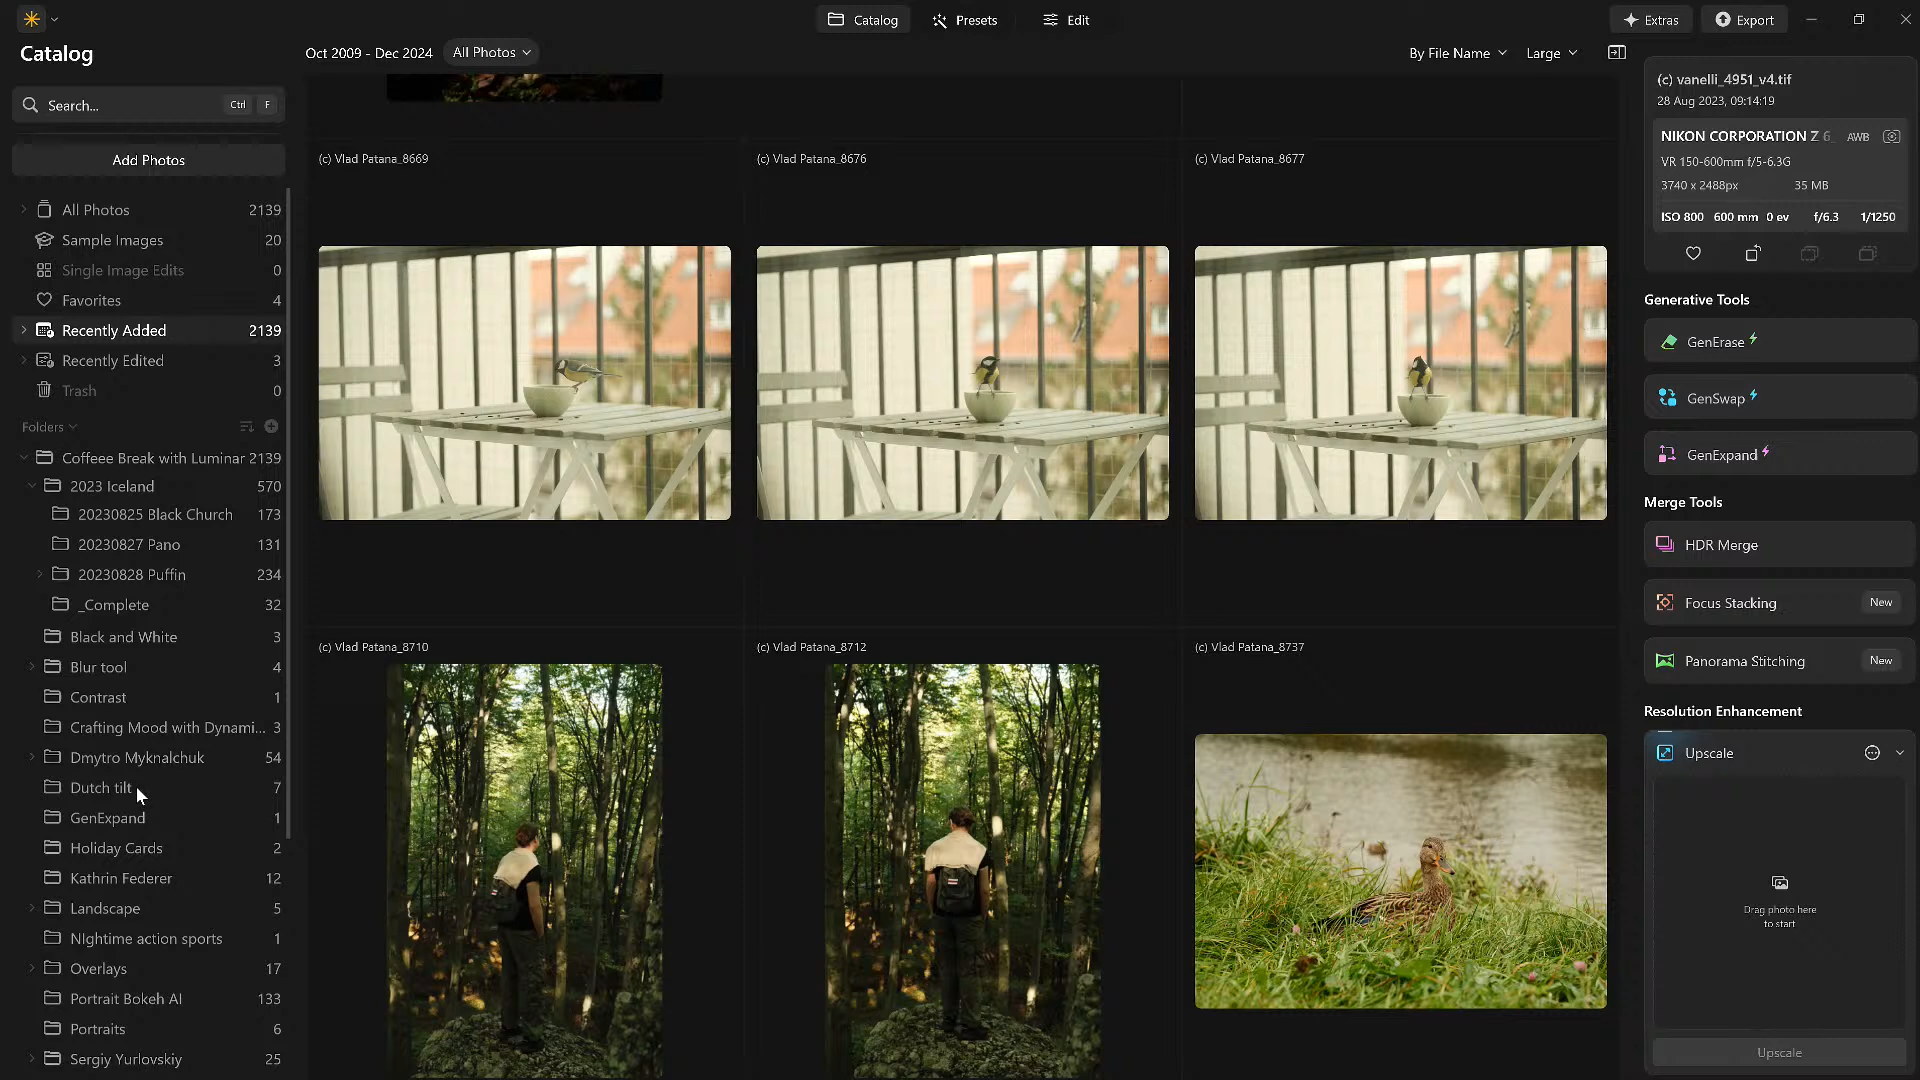 Catalog
Presets
Edit
Extras
Export
Catalog
Oct 2009 - Dec 2024
All Photos
By File Name
Large
Search...
Ctrl
F
Add Photos
All Photos 2139
Sample Images 20
Single Image Edits 0
Favorites 4
Recently Added 2139
Recently Edited 3
Trash 0
Folders
Coffeee Break with Luminar 2139
2023 Iceland 570
20230825 Black Church 173
20230827 Pano 131
20230828 Puffin 234
_Complete 32
Black and White 3
Blur tool 4
Contrast 1
Crafting Mood with Dynami... 3
Dmytro Myknalchuk 54
Dutch tilt 7
GenExpand 1
Holiday Cards 2
Kathrin Federer 12
Landscape 5
NIghtime action sports 1
Overlays 17
Portrait Bokeh AI 133
Portraits 6
Sergiy Yurlovskiy 25
(c) Vlad Patana_8669
(c) Vlad Patana_8676
(c) Vlad Patana_8677
(c) Vlad Patana_8710
(c) Vlad Patana_8712
(c) Vlad Patana_8737
(c) vanelli_4951_v4.tif
28 Aug 2023, 09:14:19
NIKON CORPORATION Z 6
AWB
VR 150-600mm f/5-6.3G
3740 x 2488px 35 MB
ISO 800 600 mm 0 ev f/6.3 1/1250
Generative Tools
GenErase
GenSwap
GenExpand
Merge Tools
HDR Merge
Focus Stacking New
Panorama Stitching New
Resolution Enhancement
Upscale
Drag photo here
to start
Upscale